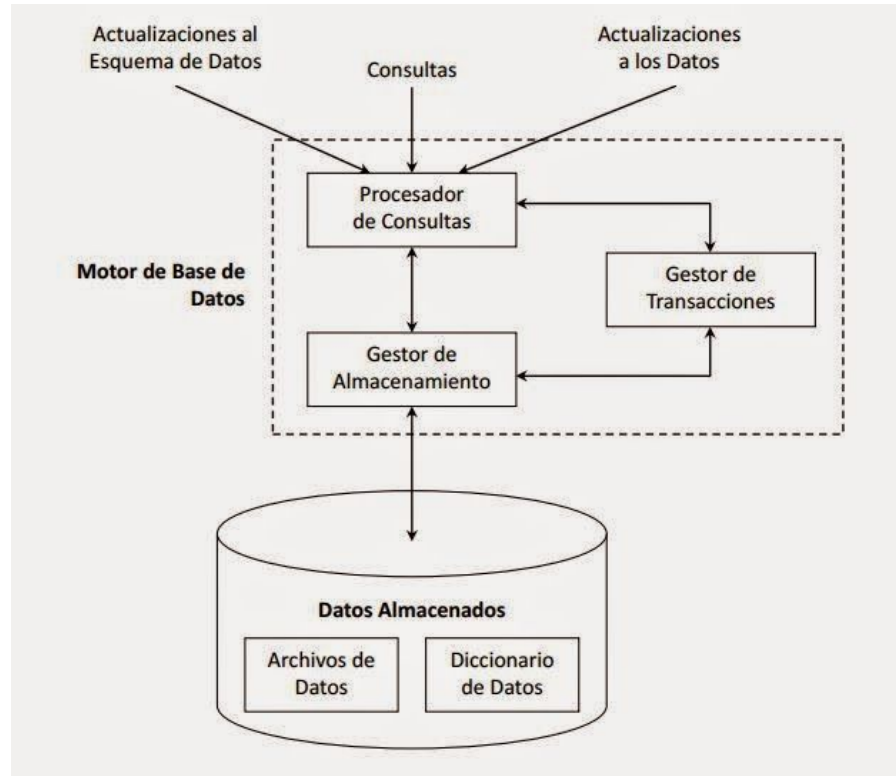 Actualizaciones al
Esquema de Datos
Consultas
Actualizaciones
a los Datos
Procesador
de Consultas
Motor de Base de
Datos
Gestor de
Transacciones
Gestor de
Almacenamiento
Datos Almacenados
Archivos de
Datos
Diccionario
de Datos